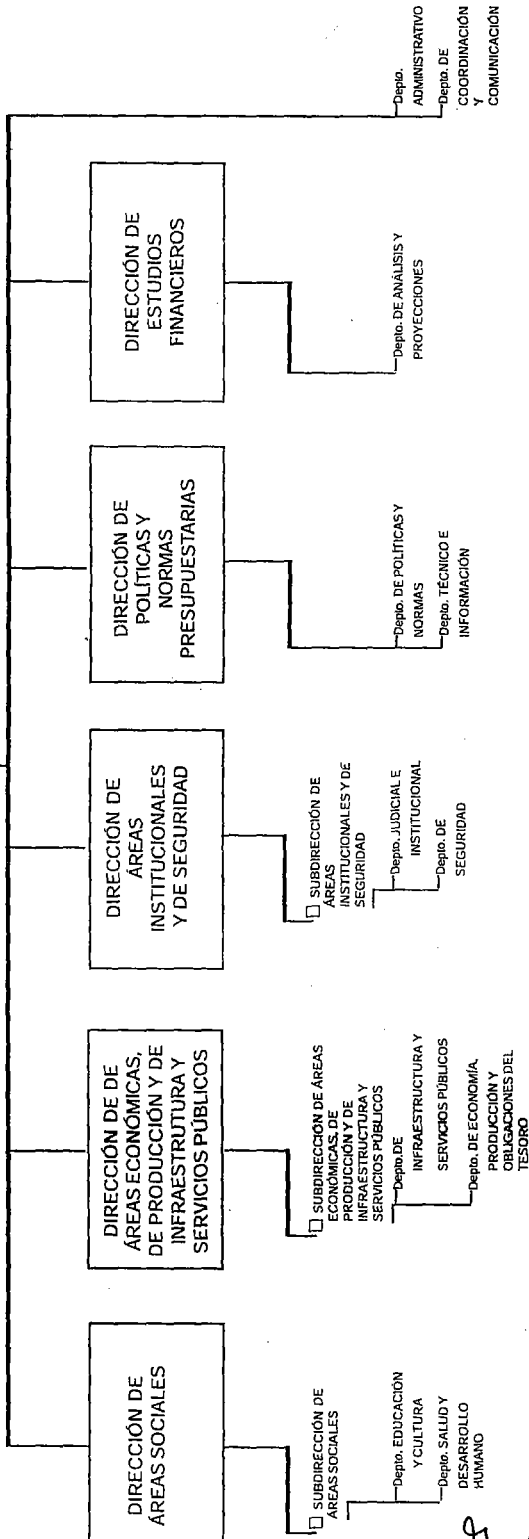 DIRECCIÓN DE
ÁREAS SOCIALES
SUBDIRECCIÓN DE
ÁREAS SOCIALES
Depto. EDUCACIÓN
Y CULTURA
Depto. SALUD Y
DESARROLLO
HUMANO
DIRECCIÓN DE DE
ÁREAS ECONÓMICAS,
DE PRODUCCIÓN Y DE
INFRAESTRUTURA Y
SERVICIOS PÚBLICOS
SUBDIRECCIÓN DE ÁREAS
ECONÓMICAS, DE
PRODUCCIÓN Y DE
INFRAESTRUCTURA Y
SERVICIOS PÚBLICOS
Depto. DE
INFRAESTRUCTURA Y
SERVICIOS PÚBLICOS
Depto. DE ECONOMÍA,
PRODUCCIÓN Y
OBLIGACIONES DEL
TESORO
DIRECCIÓN DE
ÁREAS
INSTITUCIONALES
Y DE SEGURIDAD
SUBDIRECCIÓN DE
ÁREAS
INSTITUCIONALES Y DE
SEGURIDAD
Depto. JUDICIAL E
INSTITUCIONAL
Depto. DE
SEGURIDAD
DIRECCIÓN DE
POLÍTICAS Y
NORMAS
PRESUPUESTARIAS
Depto. DE POLÍTICAS Y
NORMAS
Depto. TÉCNICO E
INFORMACIÓN
DIRECCIÓN DE
ESTUDIOS
FINANCIEROS
Depto. DE ANÁLISIS Y
PROYECCIONES
Depto.
ADMINISTRATIVO
Depto. DE
COORDINACIÓN
Y
COMUNICACIÓN